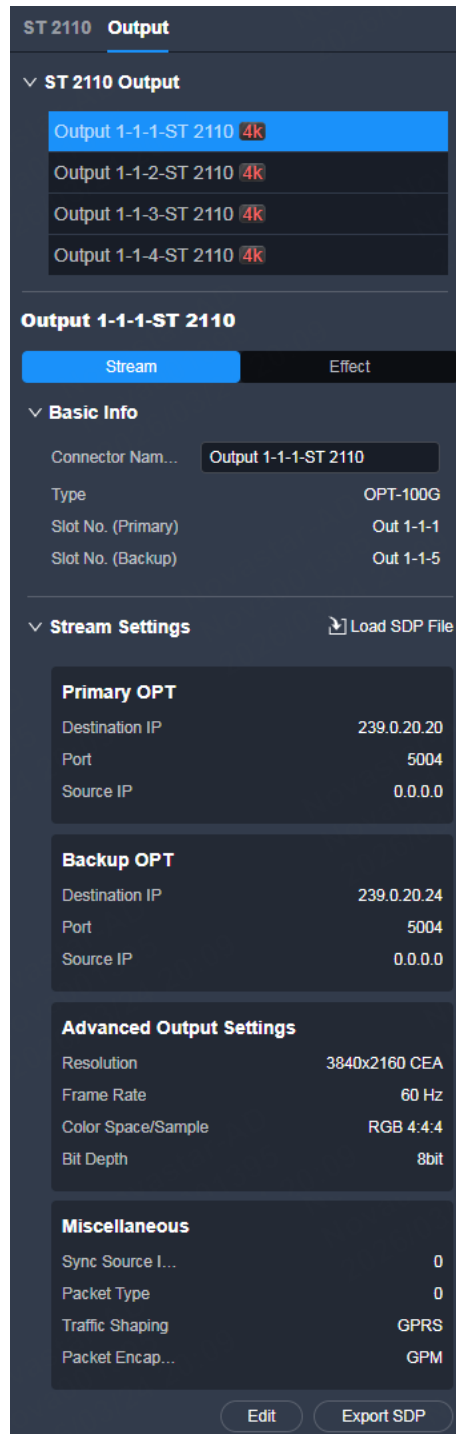 ST 2110 Output
ST 2110 Output
Output 1-1-1-ST 2110 4k
Output 1-1-2-ST 2110 4k
Output 1-1-3-ST 2110 4k
Output 1-1-4-ST 2110 4k
Output 1-1-1-ST 2110
Stream Effect
Basic Info
Connector Nam... Output 1-1-1-ST 2110
Type OPT-100G
Slot No. (Primary) Out 1-1-1
Slot No. (Backup) Out 1-1-5
Stream Settings Load SDP File
Primary OPT
Destination IP 239.0.20.20
Port 5004
Source IP 0.0.0.0
Backup OPT
Destination IP 239.0.20.24
Port 5004
Source IP 0.0.0.0
Advanced Output Settings
Resolution 3840x2160 CEA
Frame Rate 60 Hz
Color Space/Sample RGB 4:4:4
Bit Depth 8bit
Miscellaneous
Sync Source I... 0
Packet Type 0
Traffic Shaping GPRS
Packet Encap... GPM
Edit Export SDP